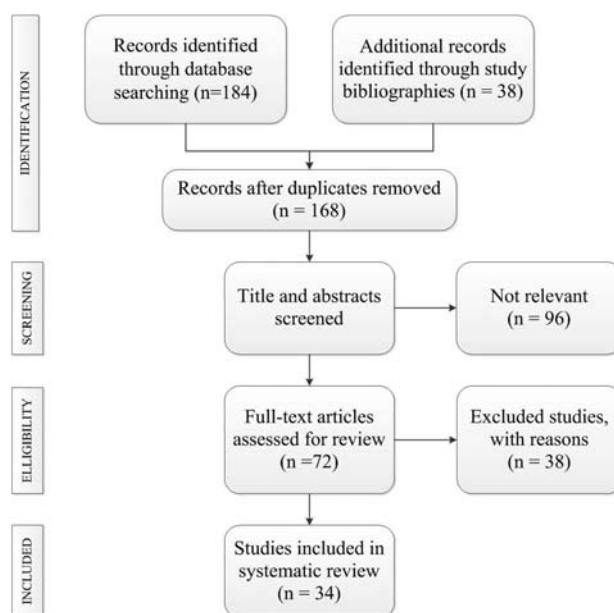 IDENTIFICATION
Records identified
through database
searching (n=184)
Additional records
identified through study
bibliographies (n = 38)
Records after duplicates removed
(n = 168)
SCREENING
Title and abstracts
screened
Not relevant
(n = 96)
ELLIGIBILITY
Full-text articles
assessed for review
(n =72)
Excluded studies,
with reasons
(n = 38)
INCLUDED
Studies included in
systematic review
(n = 34)